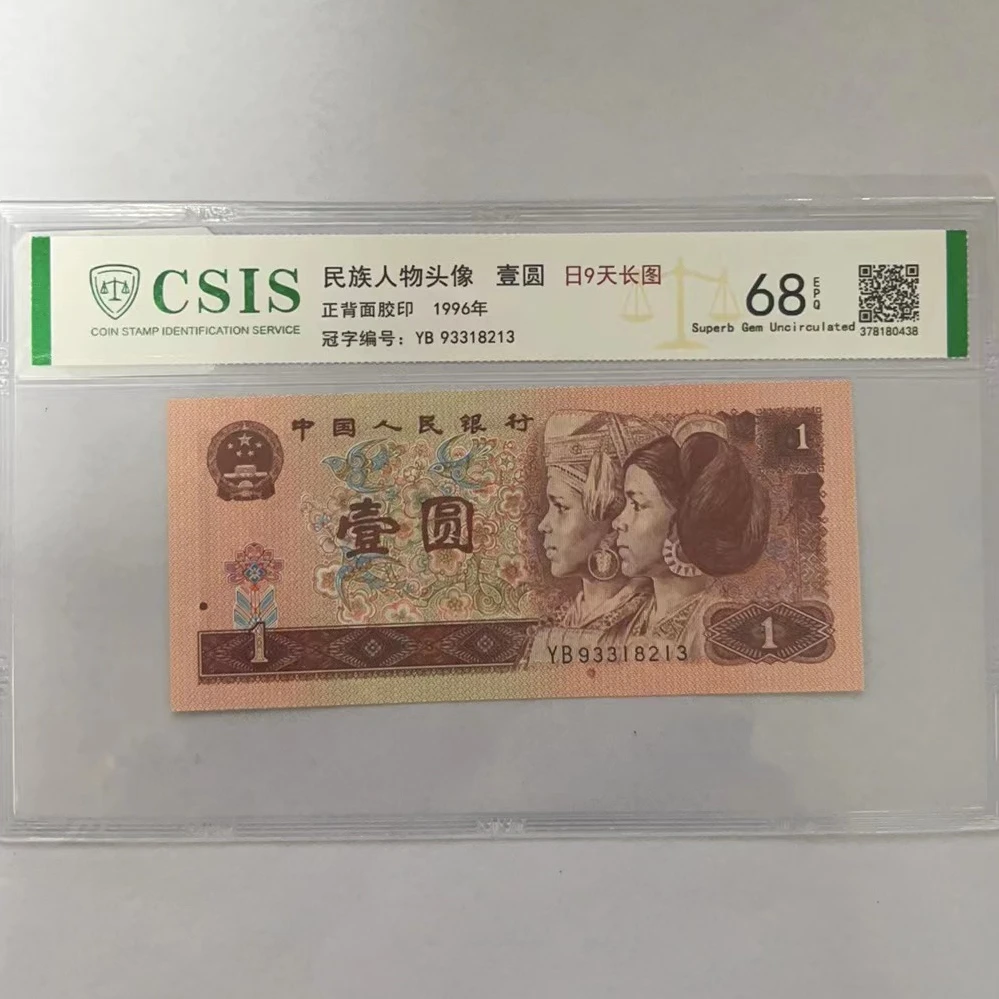 CSIS
COIN STAMP IDENTIFICATION SERVICE
民族人物头像 壹圆 日9天长图
正背面胶印 1996年
冠字编号：YB 93318213
68 EPQ
Superb Gem Uncirculated
378180438
中国人民银行
1
壹圆
1
YB93318213
1